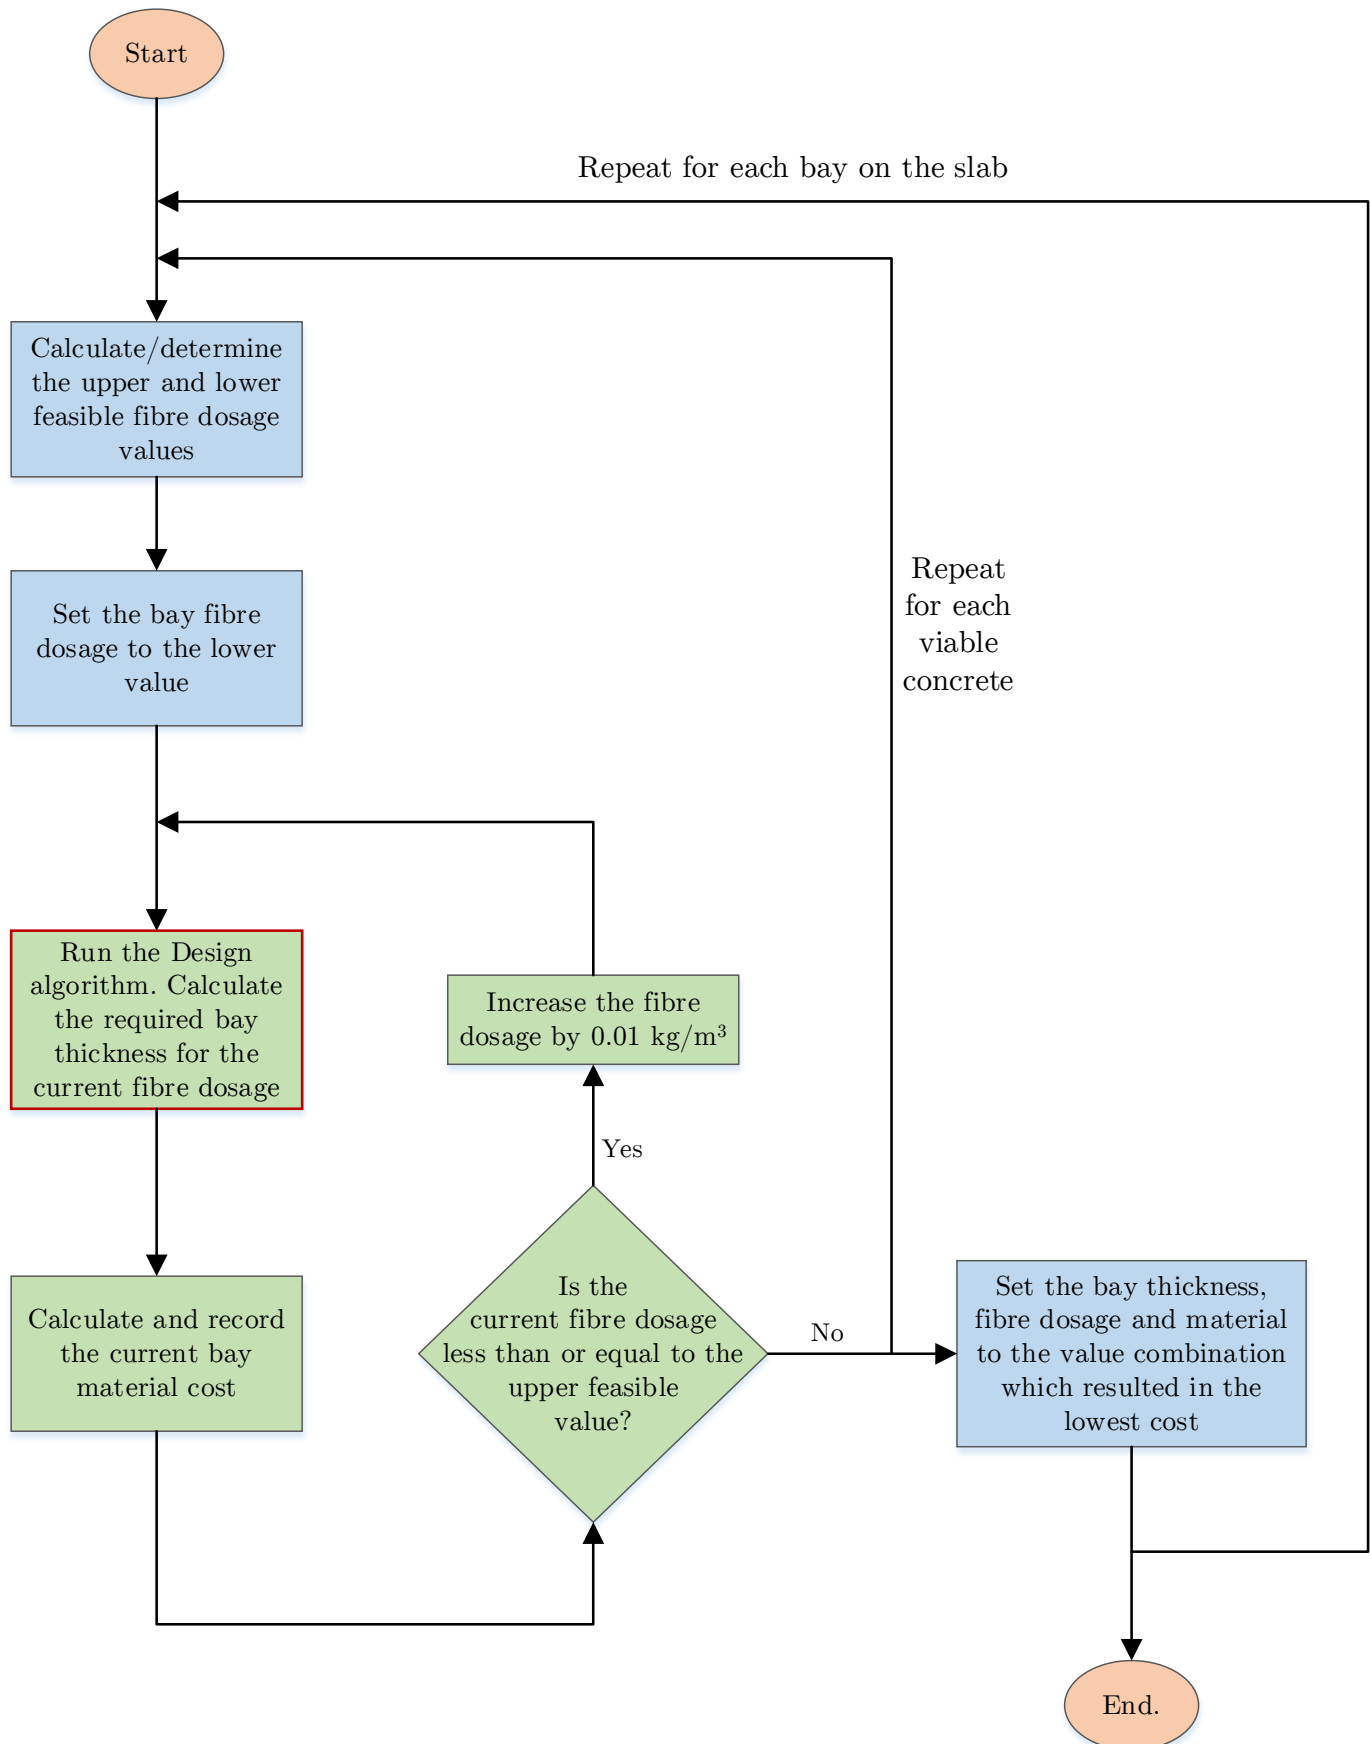 Start
Repeat for each bay on the slab
Calculate/determine
the upper and lower
feasible fibre dosage
values
Set the bay fibre
dosage to the lower
value
Repeat
for each
viable
concrete
Run the Design
algorithm. Calculate
the required bay
thickness for the
current fibre dosage
Increase the fibre
dosage by 0.01 kg/m³
Yes
Calculate and record
the current bay
material cost
Is the
current fibre dosage
less than or equal to the
upper feasible
value?
No
Set the bay thickness,
fibre dosage and material
to the value combination
which resulted in the
lowest cost
End.